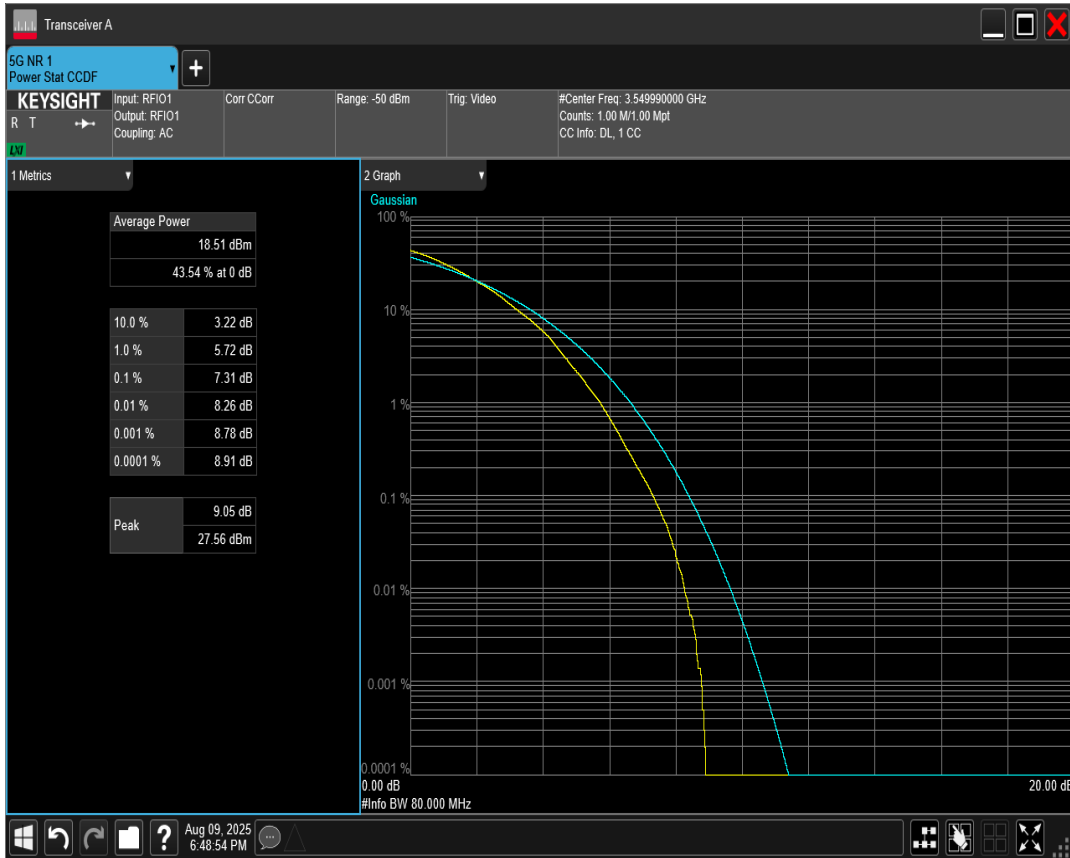 Transceiver A
5G NR 1
Power Stat CCDF
KEYSIGHT
R T
LXI
Input: RFIO1
Output: RFIO1
Coupling: AC
Corr CCorr
Range: -50 dBm
Trig: Video
#Center Freq: 3.549990000 GHz
Counts: 1.00 M/1.00 Mpt
CC Info: DL, 1 CC
1 Metrics
Average Power
18.51 dBm
43.54 % at 0 dB
10.0 % 3.22 dB
1.0 % 5.72 dB
0.1 % 7.31 dB
0.01 % 8.26 dB
0.001 % 8.78 dB
0.0001 % 8.91 dB
Peak
9.05 dB
27.56 dBm
2 Graph
Gaussian
100 %
10 %
1 %
0.1 %
0.01 %
0.001 %
0.0001 %
0.00 dB
20.00 dB
#Info BW 80.000 MHz
?
Aug 09, 2025
6:48:54 PM